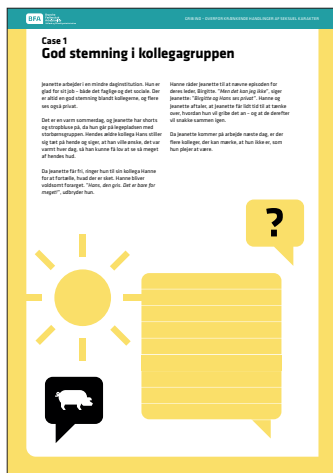 BFA
GRIB IND - OVERFOR KRÆNKENDE HANDLINGER AF SEKSUEL KARAKTER
Case 1
God stemning i kollegagruppen
Jeanette arbejder i en mindre daginstitution. Hun er
glad for sit job – både det faglige og det sociale. Der
er altid en god stemning blandt kollegerne, og flere
ses også privat.
Det er en varm sommerdag, og Jeanette har shorts
og stropbluse på, da hun går på legepladsen med
storbørnsgruppen. Hendes ældre kollega Hans stiller
sig tæt på hende og siger, at han ville ønske, det var
varmt hver dag, så han kunne få lov at se så meget
af hendes hud.
Da Jeanette får fri, ringer hun til sin kollega Hanne
for at fortælle, hvad der er sket. Hanne bliver
voldsomt forarget. "Hans, den gris. Det er bare for
meget!", udbryder hun.
Hanne råder Jeanette til at nævne episoden for
deres leder, Birgitte. "Men det kan jeg ikke", siger
Jeanette: "Birgitte og Hans ses privat". Hanne og
Jeanette aftaler, at Jeanette får lidt tid til at tænke
over, hvordan hun vil gribe det an – og at de derefter
vil snakke sammen igen.
Da Jeanette kommer på arbejde næste dag, er der
flere kolleger, der kan mærke, at hun ikke er, som
hun plejer at være.
?